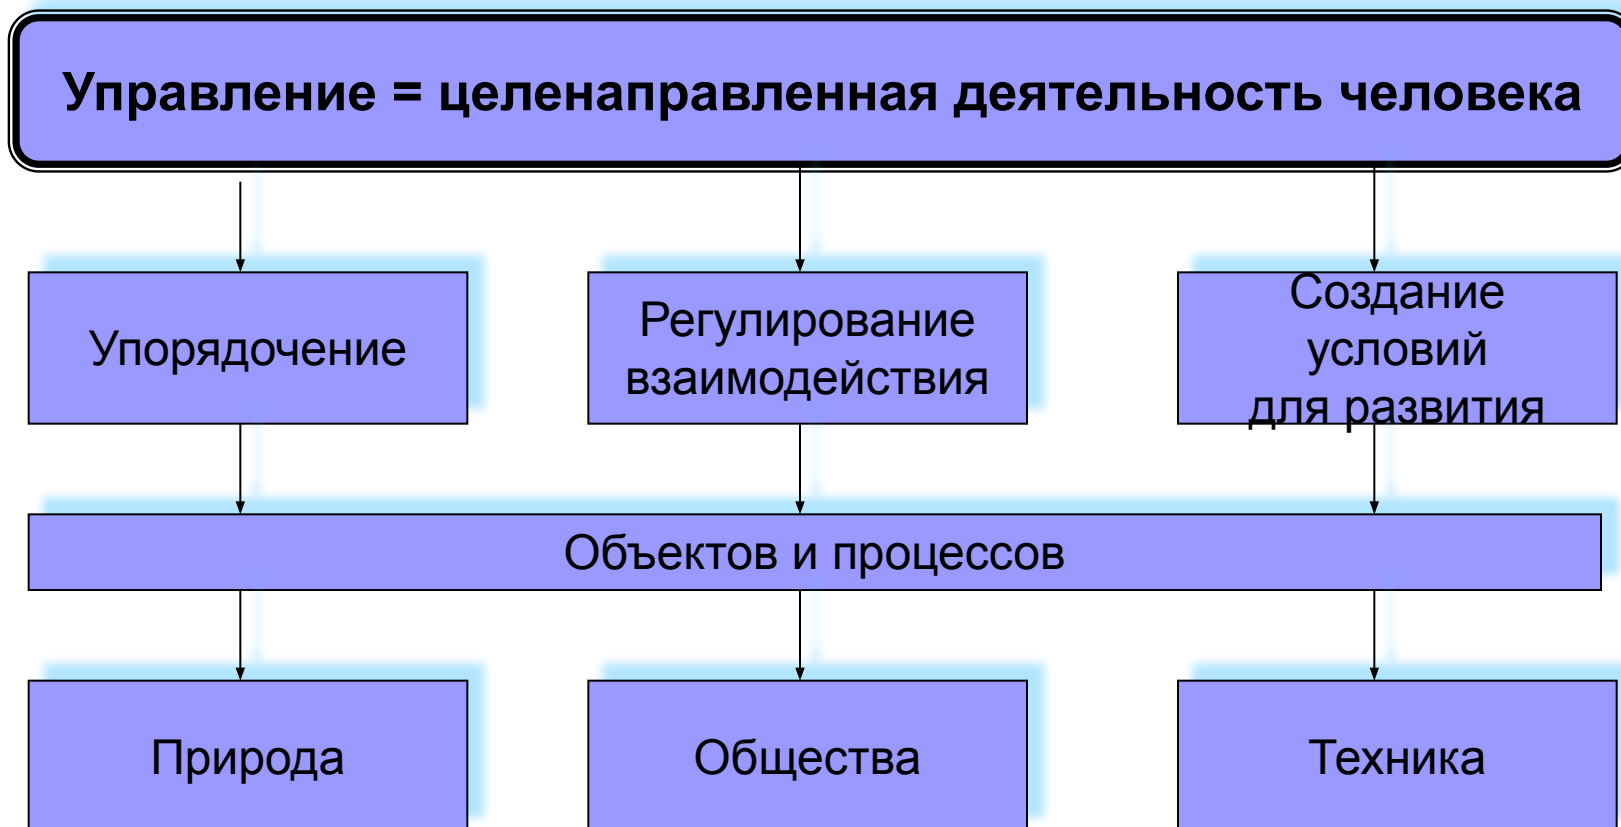 Управление = целенаправленная деятельность человека
Упорядочение
Регулирование
взаимодействия
Создание
условий
для развития
Объектов и процессов
Природа
Общества
Техника